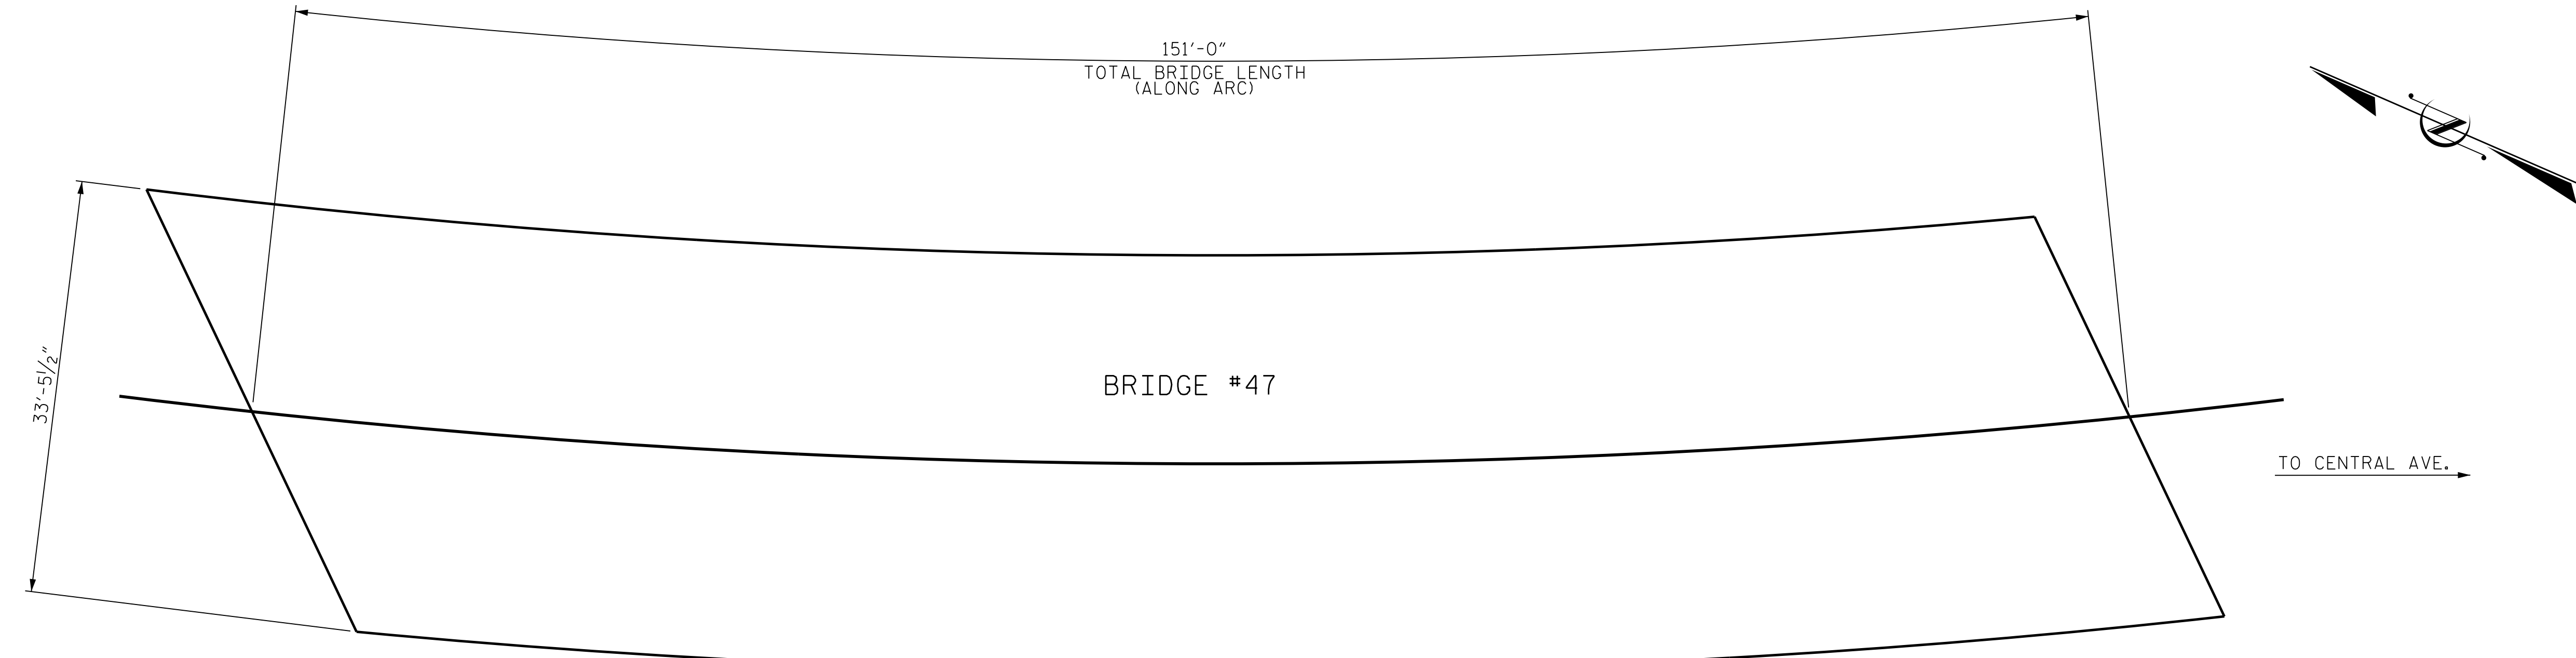 151'-0"
TOTAL BRIDGE LENGTH
(ALONG ARC)
33'-5½"
BRIDGE #47
TO CENTRAL AVE.